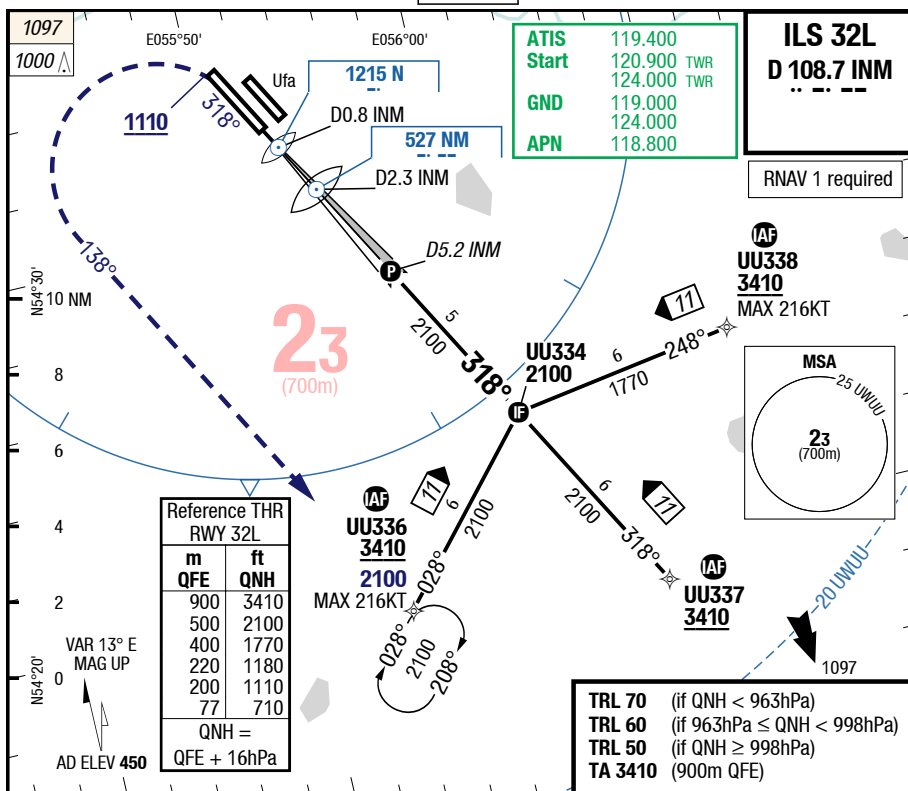 1097
1000
E055°50'
E056°00'
Ufa
1110
318°
1215 N
D0.8 INM
527 NM
D2.3 INM
D5.2 INM
ATIS 119.400
Start 120.900 TWR
124.000 TWR
GND 119.000
124.000
APN 118.800
ILS 32L
D 108.7 INM
RNAV 1 required
138°
P
N54°30'
10 NM
8
6
4
2
0
N54°20'
23
(700m)
5
2100
318°
UU334
2100
IF
IAF
UU338
3410
MAX 216KT
11
6
248°
1770
MSA
25 UWUU
23
(700m)
11
6
2100
028°
IAF
UU336
3410
2100
MAX 216KT
028°
2100
208°
6
2100
11
318°
IAF
UU337
3410
20 UWUU
1097
Reference THR
RWY 32L
m ft
QFE QNH
900 3410
500 2100
400 1770
220 1180
200 1110
77 710
QNH =
QFE + 16hPa
VAR 13° E
MAG UP
AD ELEV 450
TRL 70 (if QNH < 963hPa)
TRL 60 (if 963hPa ≤ QNH < 998hPa)
TRL 50 (if QNH ≥ 998hPa)
TA 3410 (900m QFE)